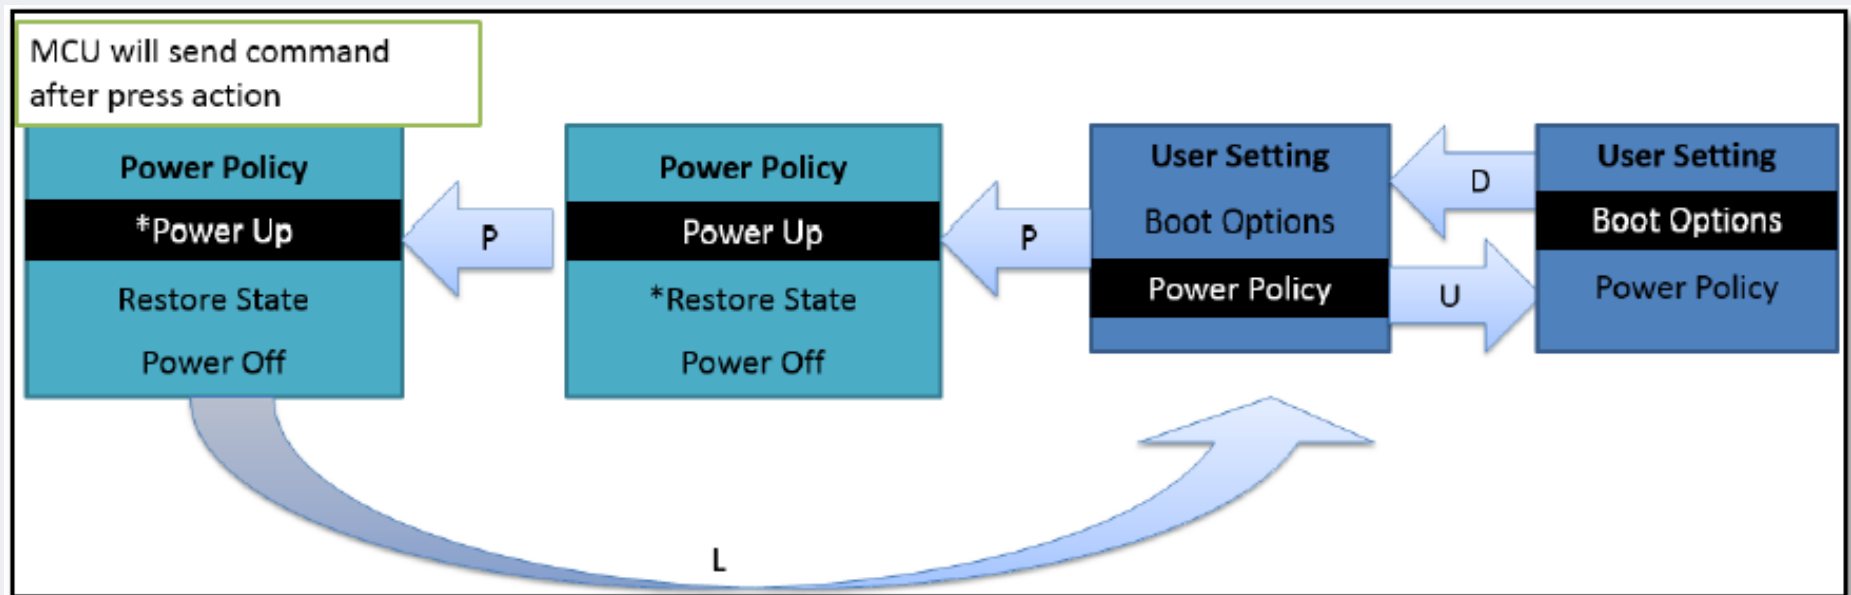 MCU will send command
after press action
Power Policy
*Power Up
Restore State
Power Off
P
Power Policy
Power Up
*Restore State
Power Off
P
User Setting
Boot Options
Power Policy
D
U
User Setting
Boot Options
Power Policy
L